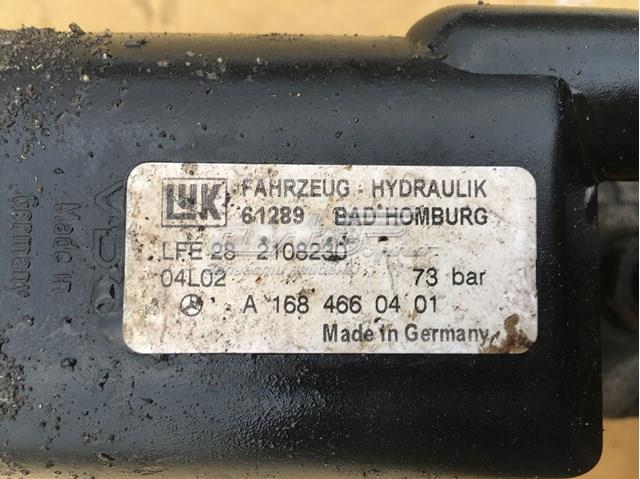 LUK FAHRZEUG - HYDRAULIK
61289 BAD HOMBURG
LFE 28 2108230
04L02 73 bar
A 168 466 04 01
Made in Germany
Made in
Germany